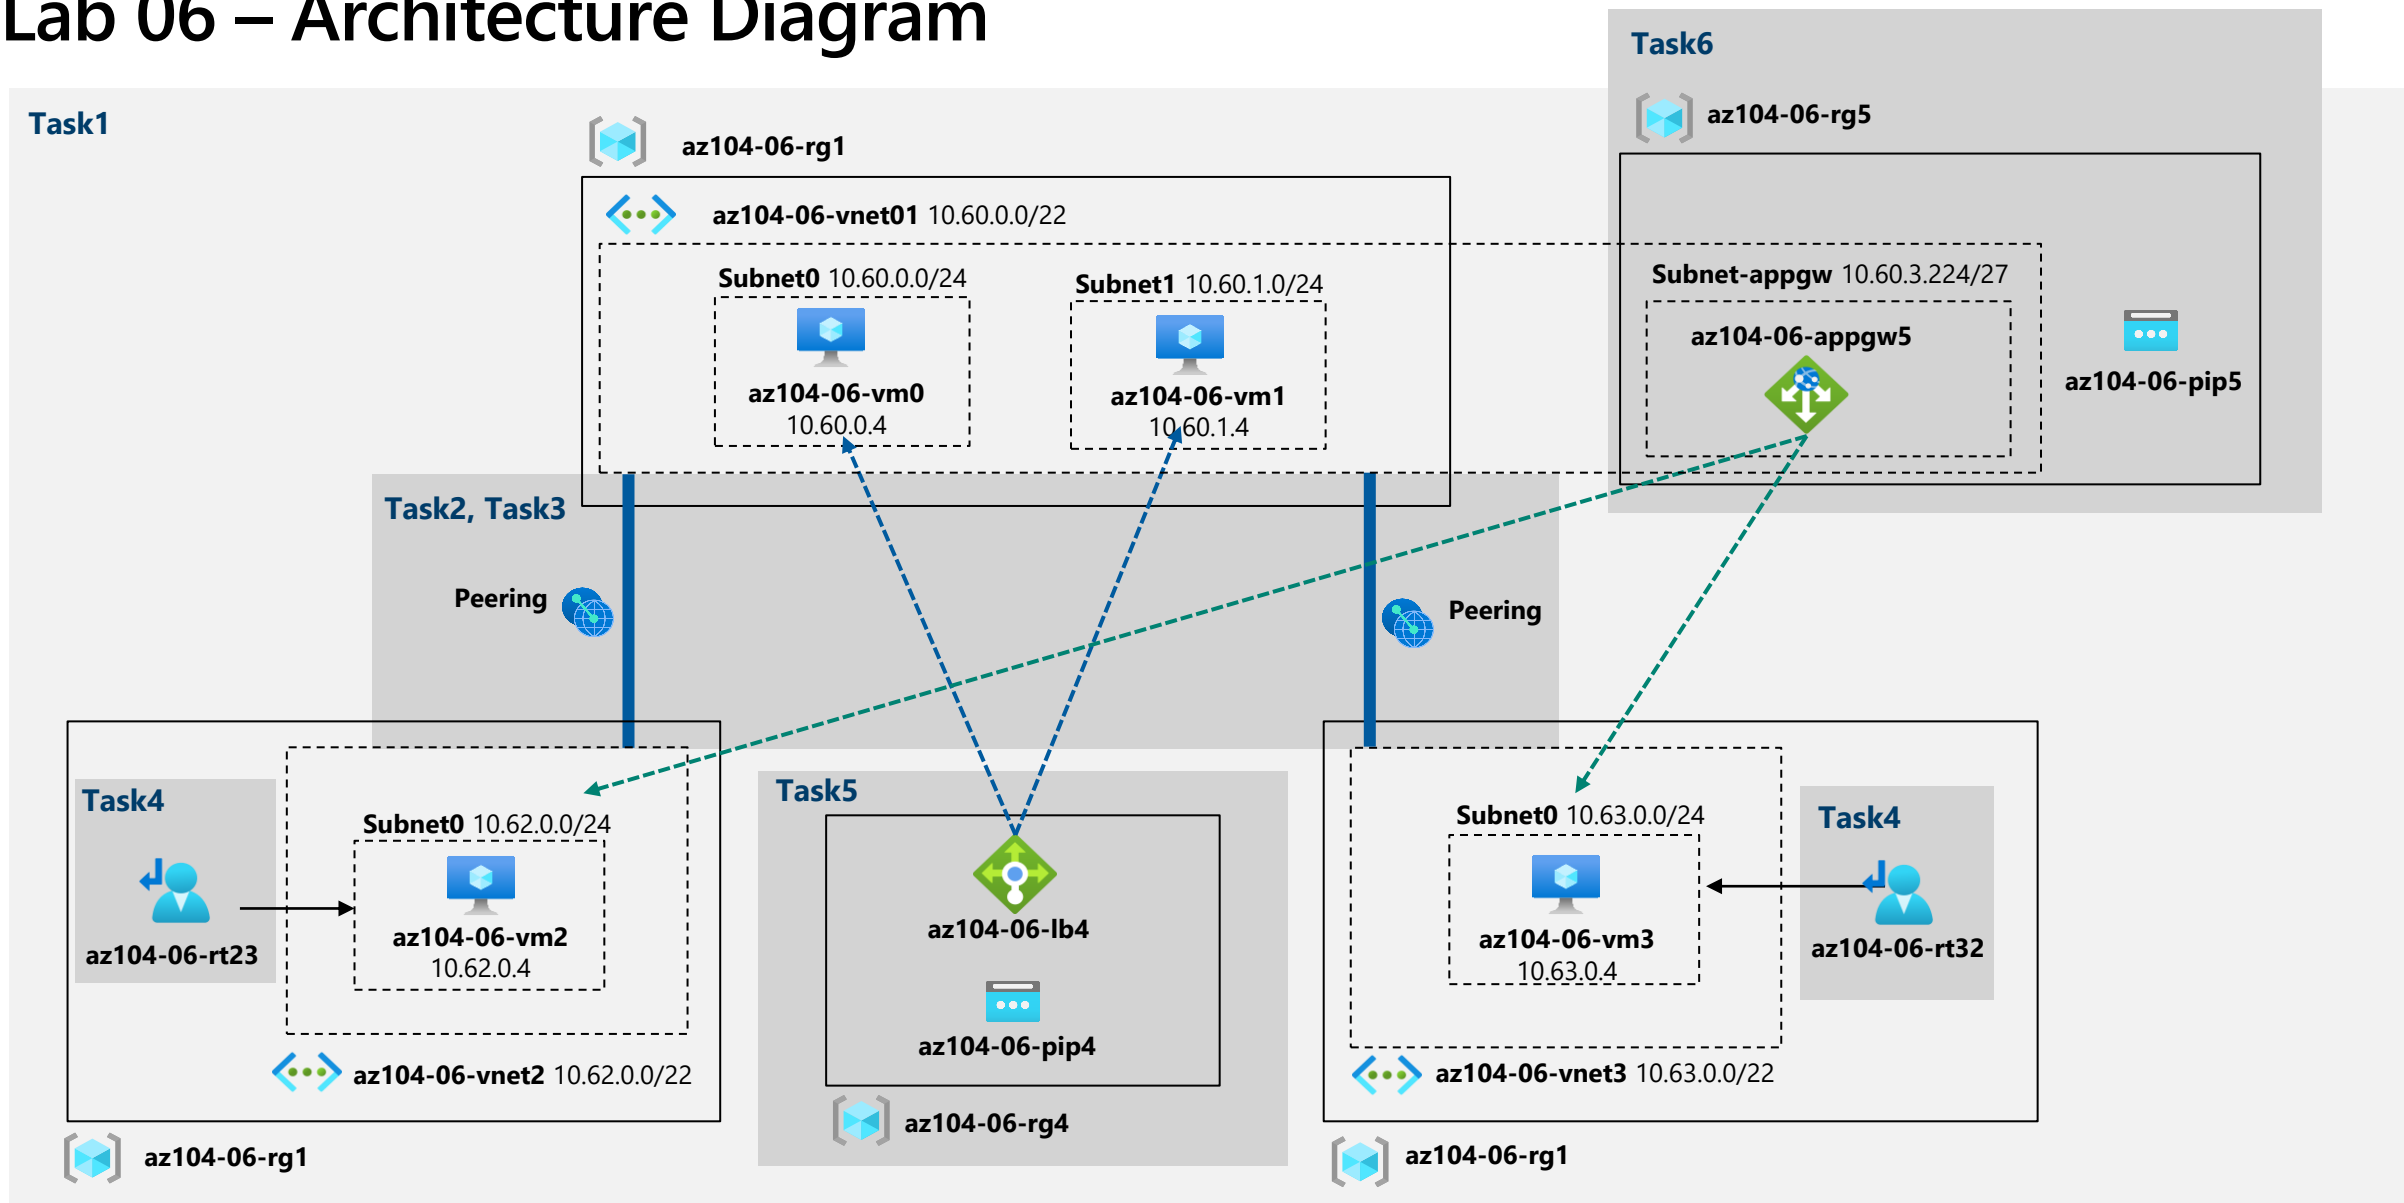 Lab 06 – Architecture Diagram
Task6
az104-06-rg5
Task1
az104-06-rg1
az104-06-vnet01 10.60.0.0/22
Subnet0 10.60.0.0/24
Subnet1 10.60.1.0/24
Subnet-appgw 10.60.3.224/27
az104-06-appgw5
az104-06-pip5
az104-06-vm0
10.60.0.4
az104-06-vm1
10.60.1.4
Task2, Task3
Peering
Peering
Task4
Subnet0 10.62.0.0/24
az104-06-rt23
az104-06-vm2
10.62.0.4
az104-06-vnet2 10.62.0.0/22
az104-06-rg1
Task5
az104-06-lb4
az104-06-pip4
az104-06-rg4
Subnet0 10.63.0.0/24
Task4
az104-06-vm3
10.63.0.4
az104-06-rt32
az104-06-vnet3 10.63.0.0/22
az104-06-rg1